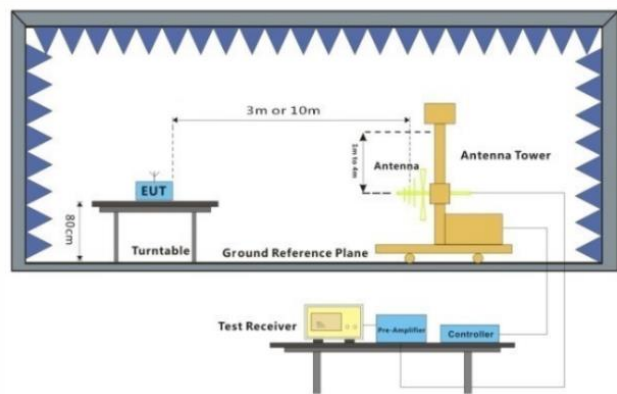 3m or 10m
1m to 4m
Antenna
Antenna Tower
EUT
80cm
Turntable
Ground Reference Plane
Test Receiver
Pre-Amplifier
Controller